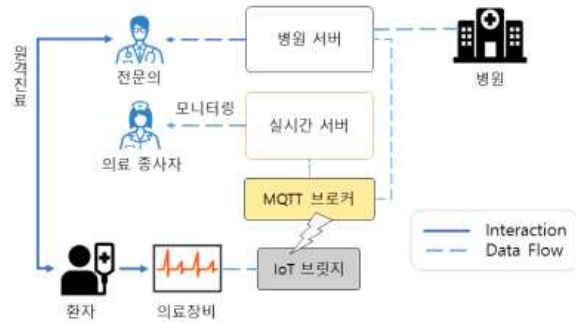 병원 서버
병원
전문의
원격진료
모니터링
실시간 서버
의료 종사자
MQTT 브로커
Interaction
Data Flow
IoT 브릿지
환자
의료장비